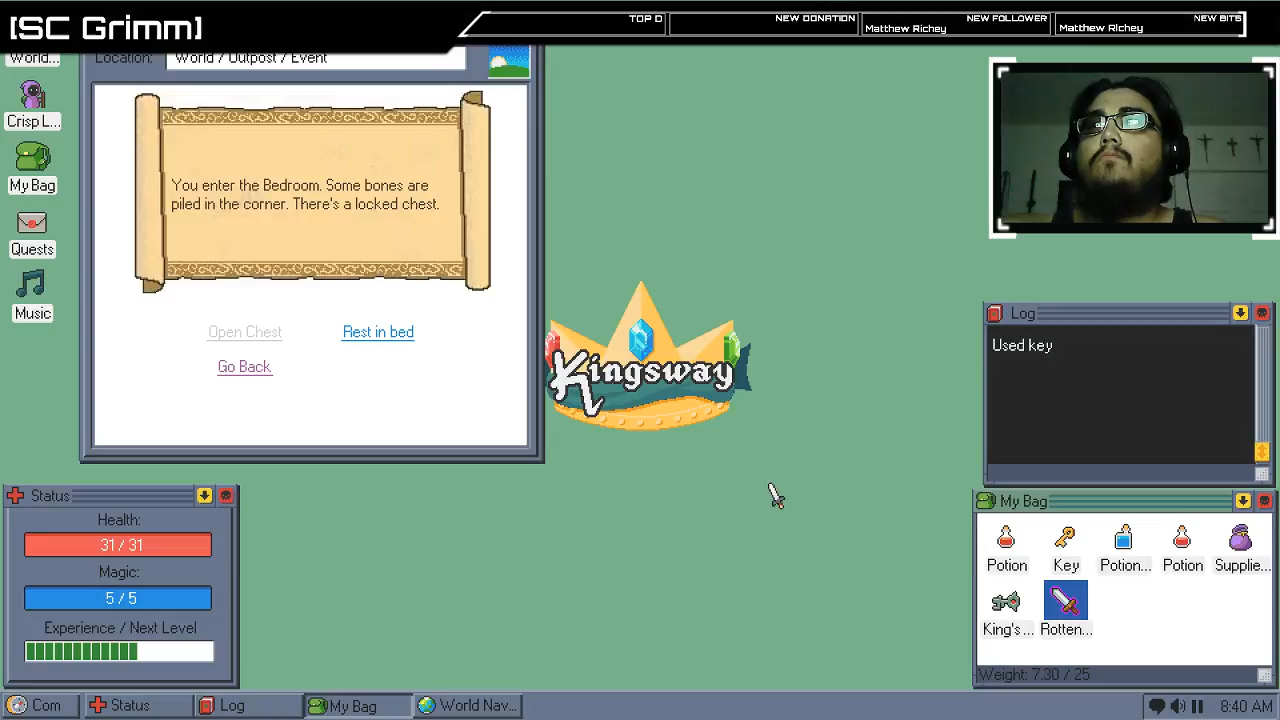 [SC Grimm]
TOP D
NEW DONATION
NEW FOLLOWER
Matthew Richey
NEW BITS
Matthew Richey
World...
Crisp L...
My Bag
Quests
Music
Location:
World / Outpost / Event
You enter the Bedroom. Some bones are
piled in the corner. There's a locked chest.
Open Chest
Rest in bed
Go Back
Kingsway
Log
Used key
Status
Health:
31 / 31
Magic:
5 / 5
Experience / Next Level
My Bag
Potion
Key
Potion...
Potion
Supplie...
King's ...
Rotten...
Weight: 7.30 / 25
Com
Status
Log
My Bag
World Nav...
8:40 AM